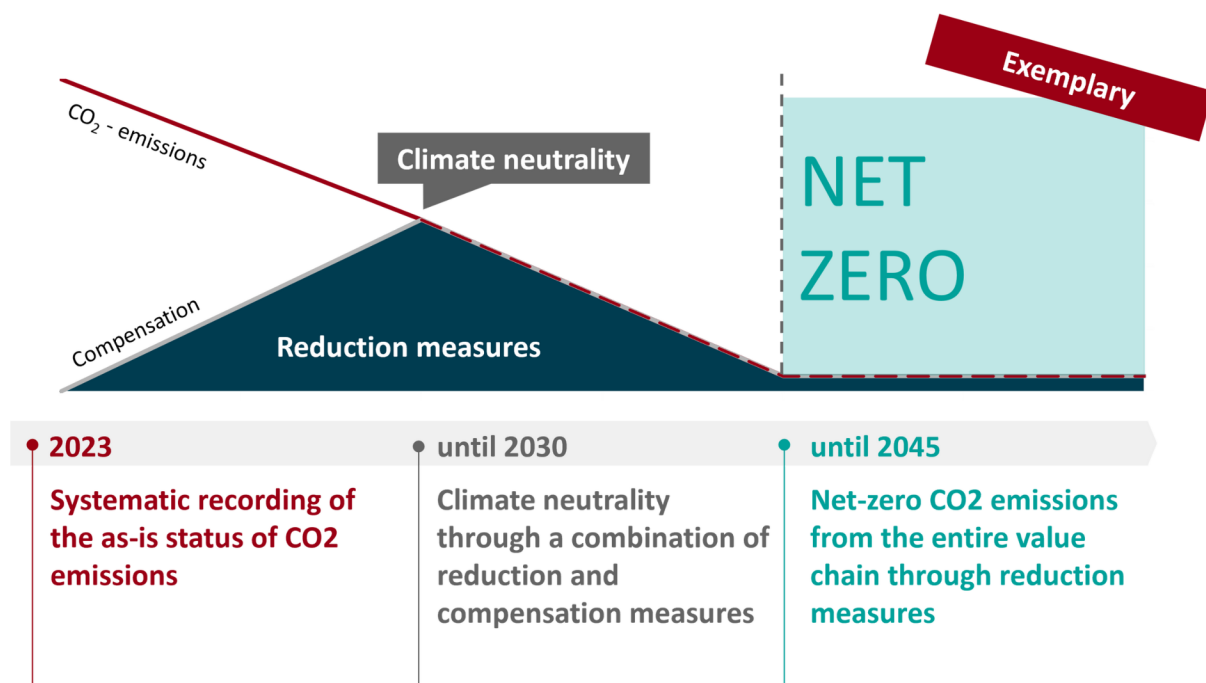 Exemplary
CO₂ - emissions
Climate neutrality
NET
ZERO
Compensation
Reduction measures
2023
Systematic recording of
the as-is status of CO2
emissions
until 2030
Climate neutrality
through a combination of
reduction and
compensation measures
until 2045
Net-zero CO2 emissions
from the entire value
chain through reduction
measures